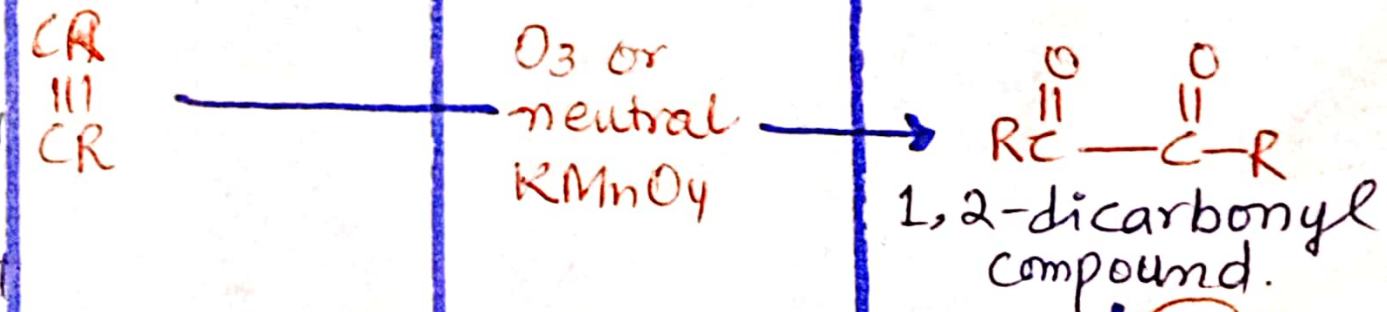 CR
|||
CR
O3 or
neutral
KMnO4
O O
|| ||
RC — C—R
1,2-dicarbonyl
compound.